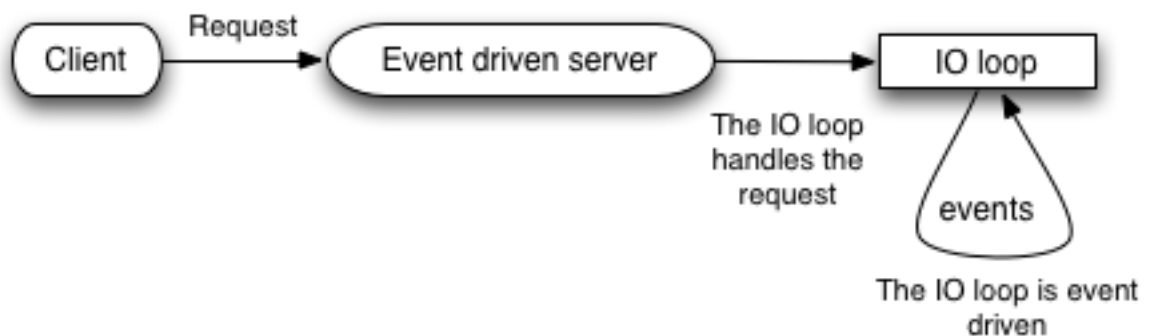 Request
Client
Event driven server
IO loop
The IO loop
handles the
request
events
The IO loop is event
driven